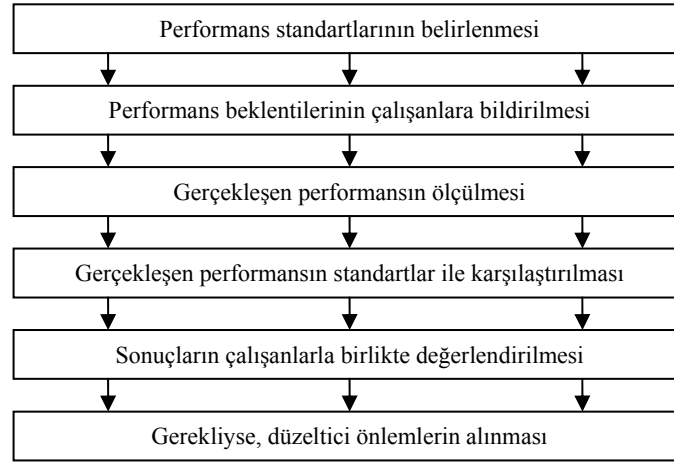 Performans standartlarının belirlenmesi
Performans beklentilerinin çalışanlara bildirilmesi
Gerçekleşen performansın ölçülmesi
Gerçekleşen performansın standartlar ile karşılaştırılması
Sonuçların çalışanlarla birlikte değerlendirilmesi
Gerekliyse, düzeltici önlemlerin alınması